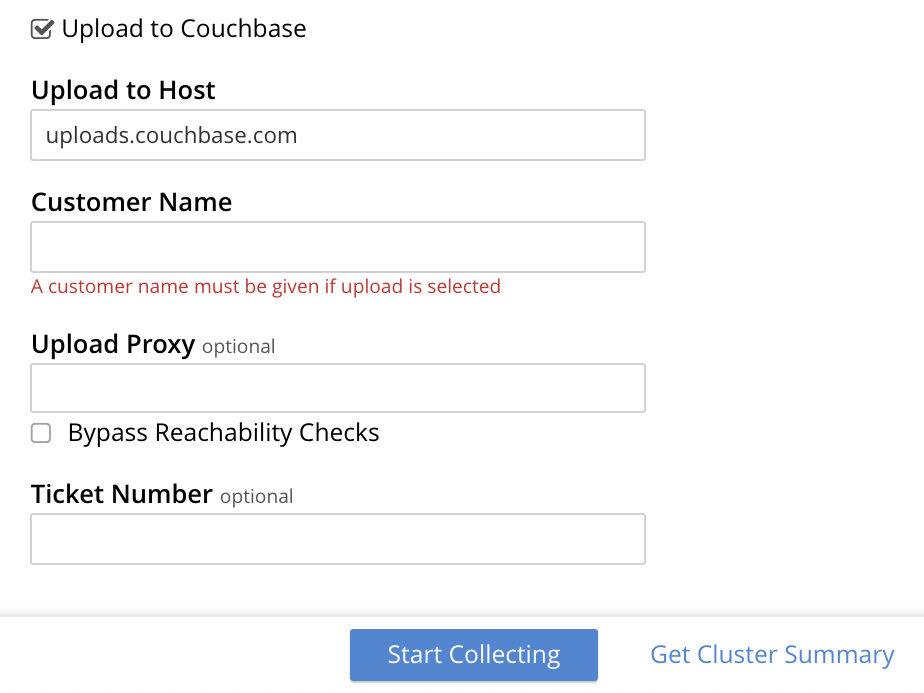 Upload to Couchbase
Upload to Host
uploads.couchbase.com
Customer Name
A customer name must be given if upload is selected
Upload Proxy optional
Bypass Reachability Checks
Ticket Number optional
Start Collecting Get Cluster Summary